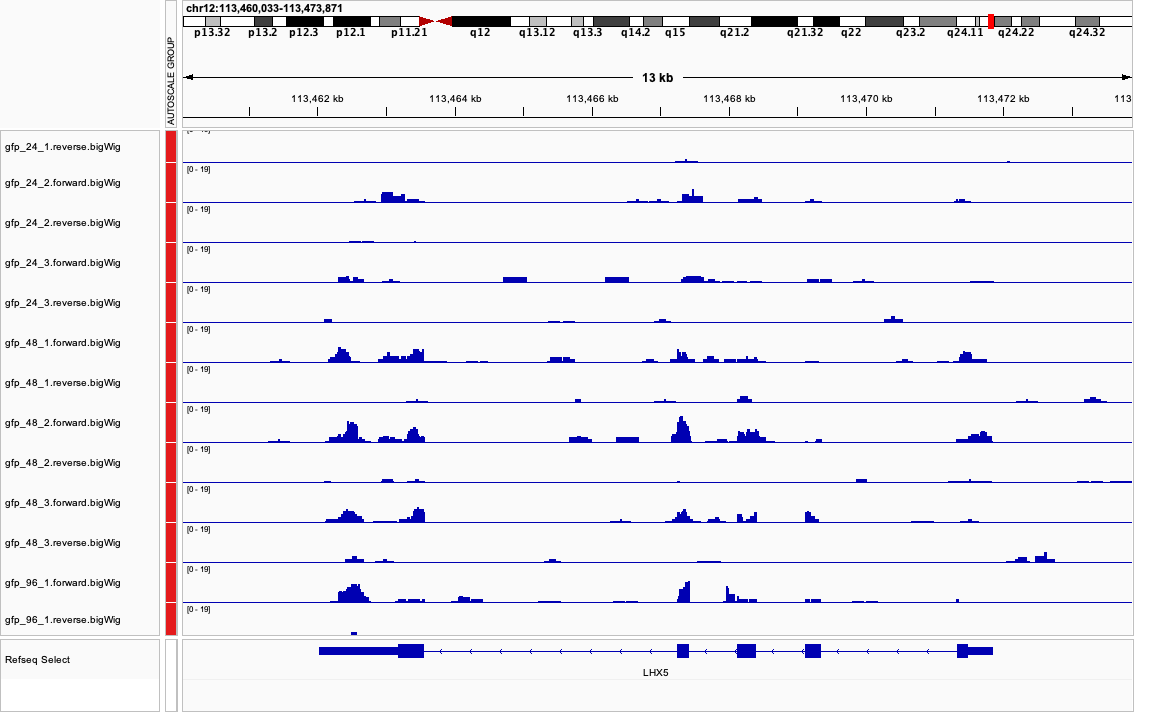 chr12:113,460,033-113,473,871
p13.32 p13.2 p12.3 p12.1 p11.21 q12 q13.12 q13.3 q14.2 q15 q21.2 q21.32 q22 q23.2 q24.11 q24.22 q24.32
AUTOSCALE GROUP
13 kb
113,462 kb 113,464 kb 113,466 kb 113,468 kb 113,470 kb 113,472 kb 113
gfp_24_1.reverse.bigWig
[0 - 19]
gfp_24_2.forward.bigWig
[0 - 19]
gfp_24_2.reverse.bigWig
[0 - 19]
gfp_24_3.forward.bigWig
[0 - 19]
gfp_24_3.reverse.bigWig
[0 - 19]
gfp_48_1.forward.bigWig
[0 - 19]
gfp_48_1.reverse.bigWig
[0 - 19]
gfp_48_2.forward.bigWig
[0 - 19]
gfp_48_2.reverse.bigWig
[0 - 19]
gfp_48_3.forward.bigWig
[0 - 19]
gfp_48_3.reverse.bigWig
[0 - 19]
gfp_96_1.forward.bigWig
[0 - 19]
gfp_96_1.reverse.bigWig
Refseq Select
LHX5